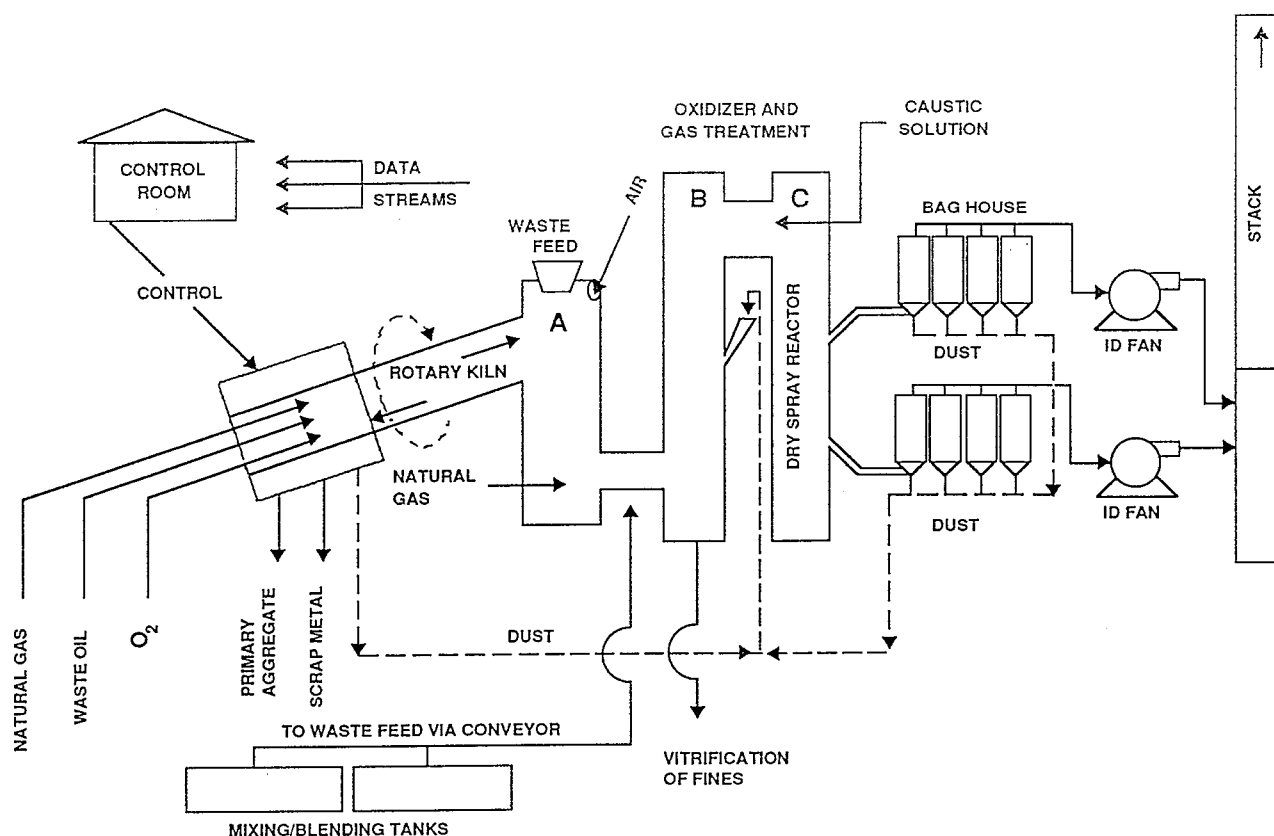 OXIDIZER AND
GAS TREATMENT
CAUSTIC
SOLUTION
CONTROL
ROOM
DATA
STREAMS
AIR
B
C
WASTE
FEED
BAG HOUSE
STACK
CONTROL
A
ROTARY KILN
DUST
ID FAN
DRY SPRAY REACTOR
NATURAL
GAS
DUST
ID FAN
NATURAL GAS
WASTE OIL
O2
PRIMARY
AGGREGATE
SCRAP METAL
DUST
TO WASTE FEED VIA CONVEYOR
VITRIFICATION
OF FINES
MIXING/BLENDING TANKS